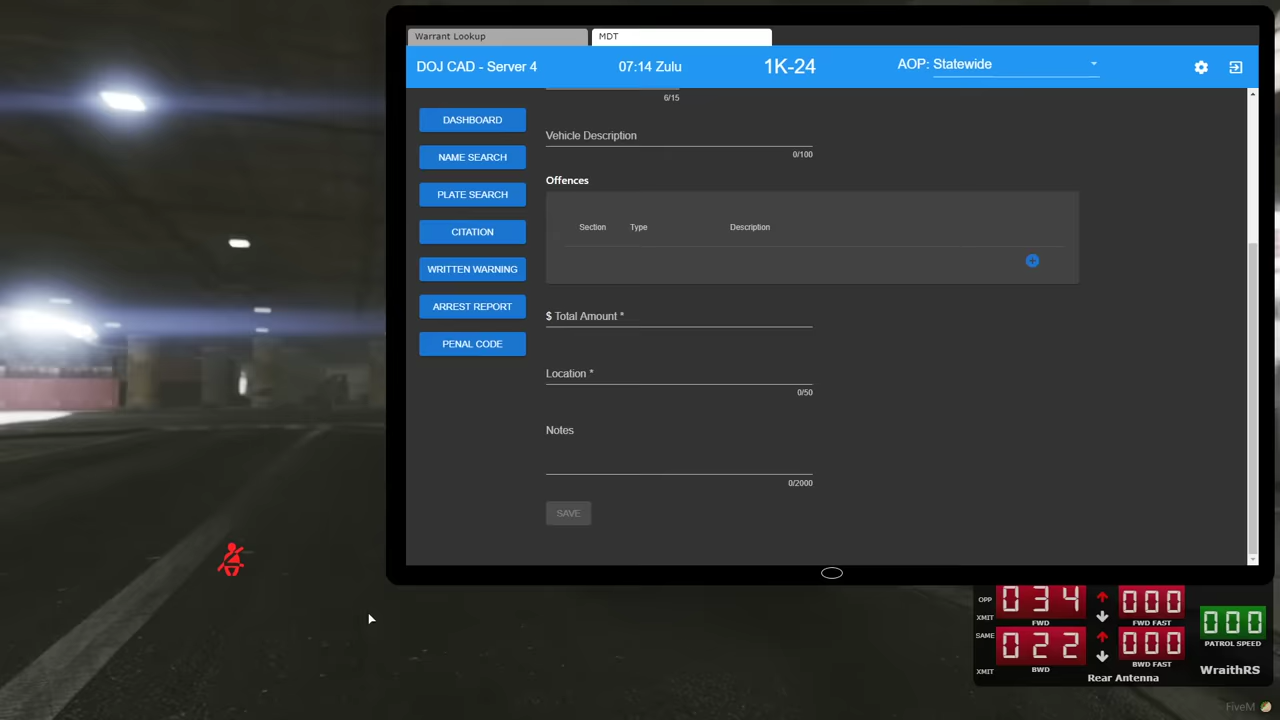 Warrant Lookup
MDT
DOJ CAD - Server 4
07:14 Zulu
1K-24
AOP: Statewide
6/15
DASHBOARD
NAME SEARCH
PLATE SEARCH
CITATION
WRITTEN WARNING
ARREST REPORT
PENAL CODE
Vehicle Description
0/100
Offences
Section Type Description
$ Total Amount *
Location *
0/50
Notes
0/2000
SAVE
OPP
XMIT
034
FWD
000
FWD FAST
SAME
XMIT
022
BWD
000
BWD FAST
000
PATROL SPEED
Rear Antenna
WraithRS
FiveM